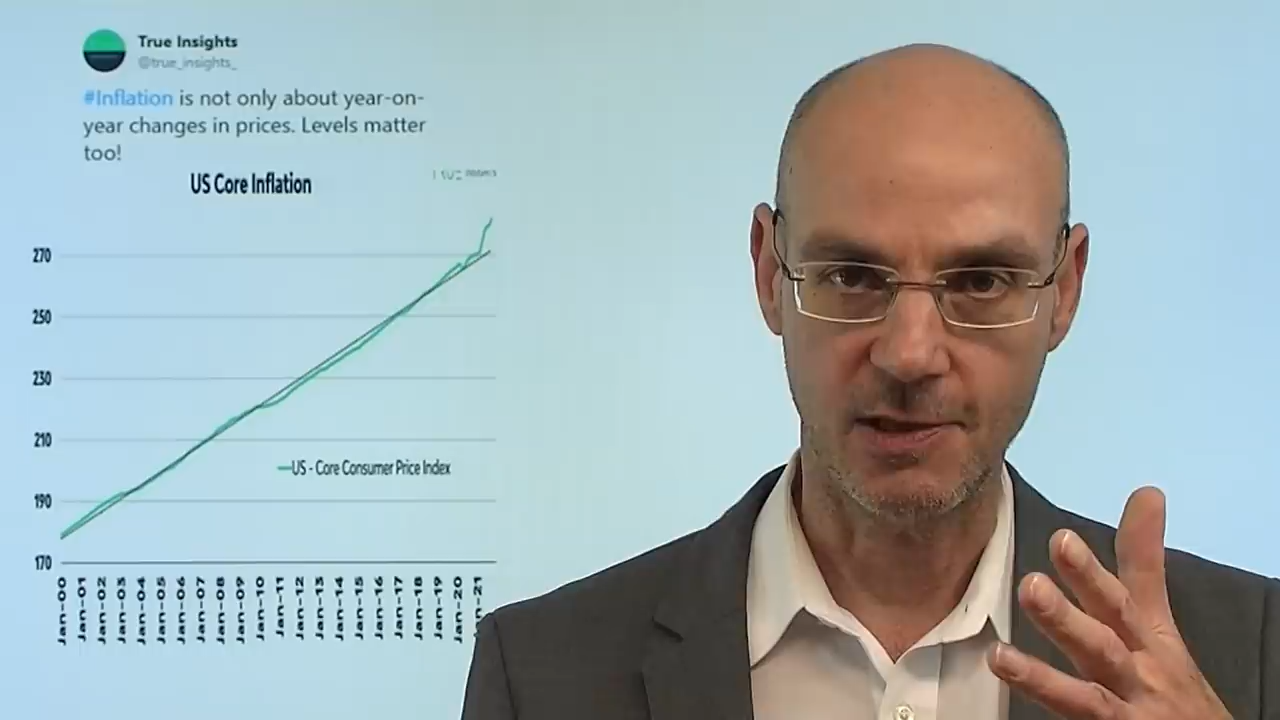 True Insights
@true_insights_
#Inflation is not only about year-on-
year changes in prices. Levels matter
too!
US Core Inflation
270
250
230
210
190
170
US - Core Consumer Price Index
Jan-00
Jan-01
Jan-02
Jan-03
Jan-04
Jan-05
Jan-06
Jan-07
Jan-08
Jan-09
Jan-10
Jan-11
Jan-12
Jan-13
Jan-14
Jan-15
Jan-16
Jan-17
Jan-18
Jan-19
Jan-20
Jan-21